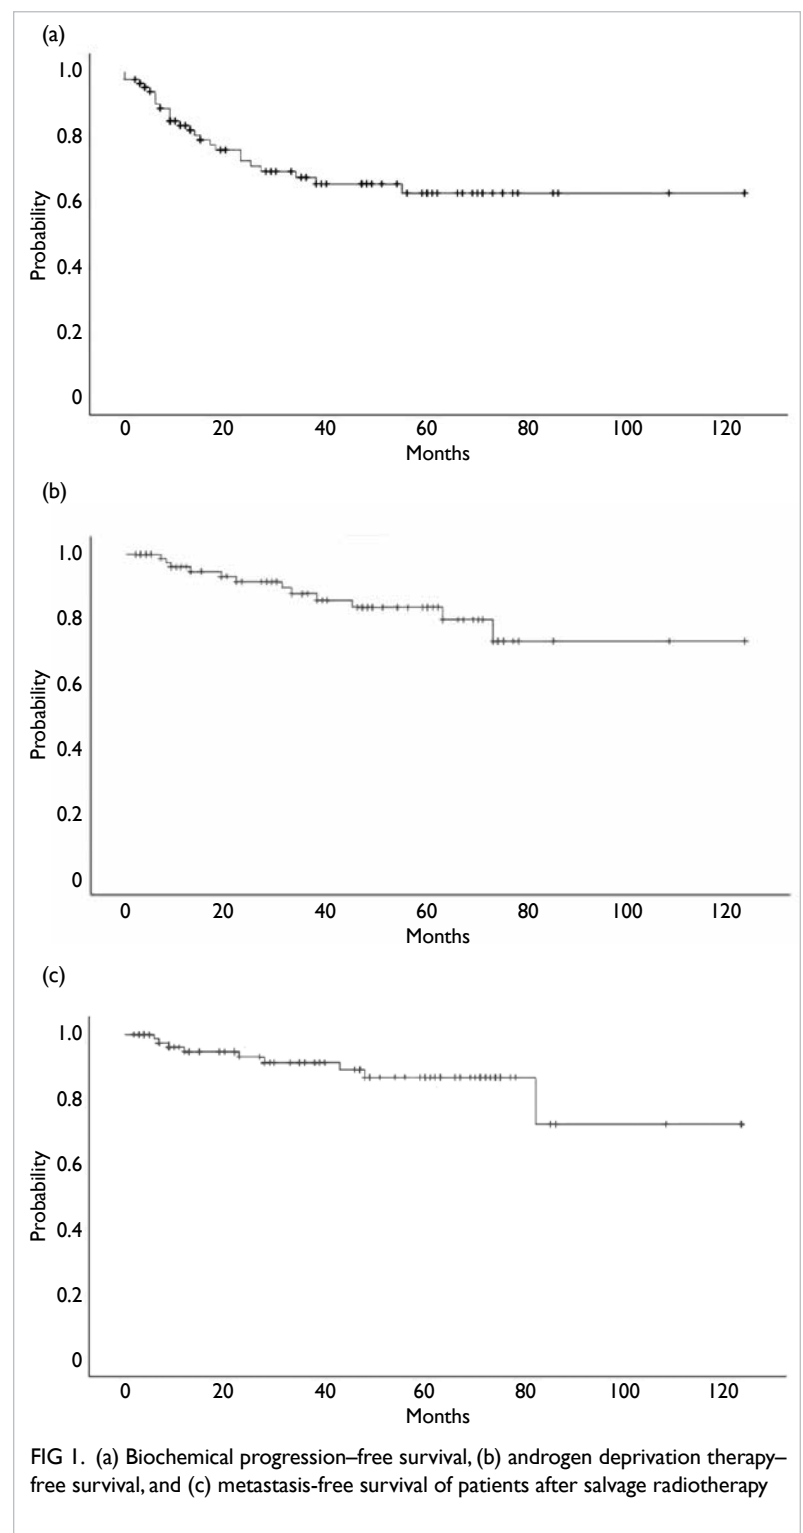 (a)
1.0
0.8
0.6
0.4
0.2
0
Probability
0 20 40 60 80 100 120
Months
(b)
1.0
0.8
0.6
0.4
0.2
0
Probability
0 20 40 60 80 100 120
Months
(c)
1.0
0.8
0.6
0.4
0.2
0
Probability
0 20 40 60 80 100 120
Months
FIG 1. (a) Biochemical progression–free survival, (b) androgen deprivation therapy–
free survival, and (c) metastasis-free survival of patients after salvage radiotherapy